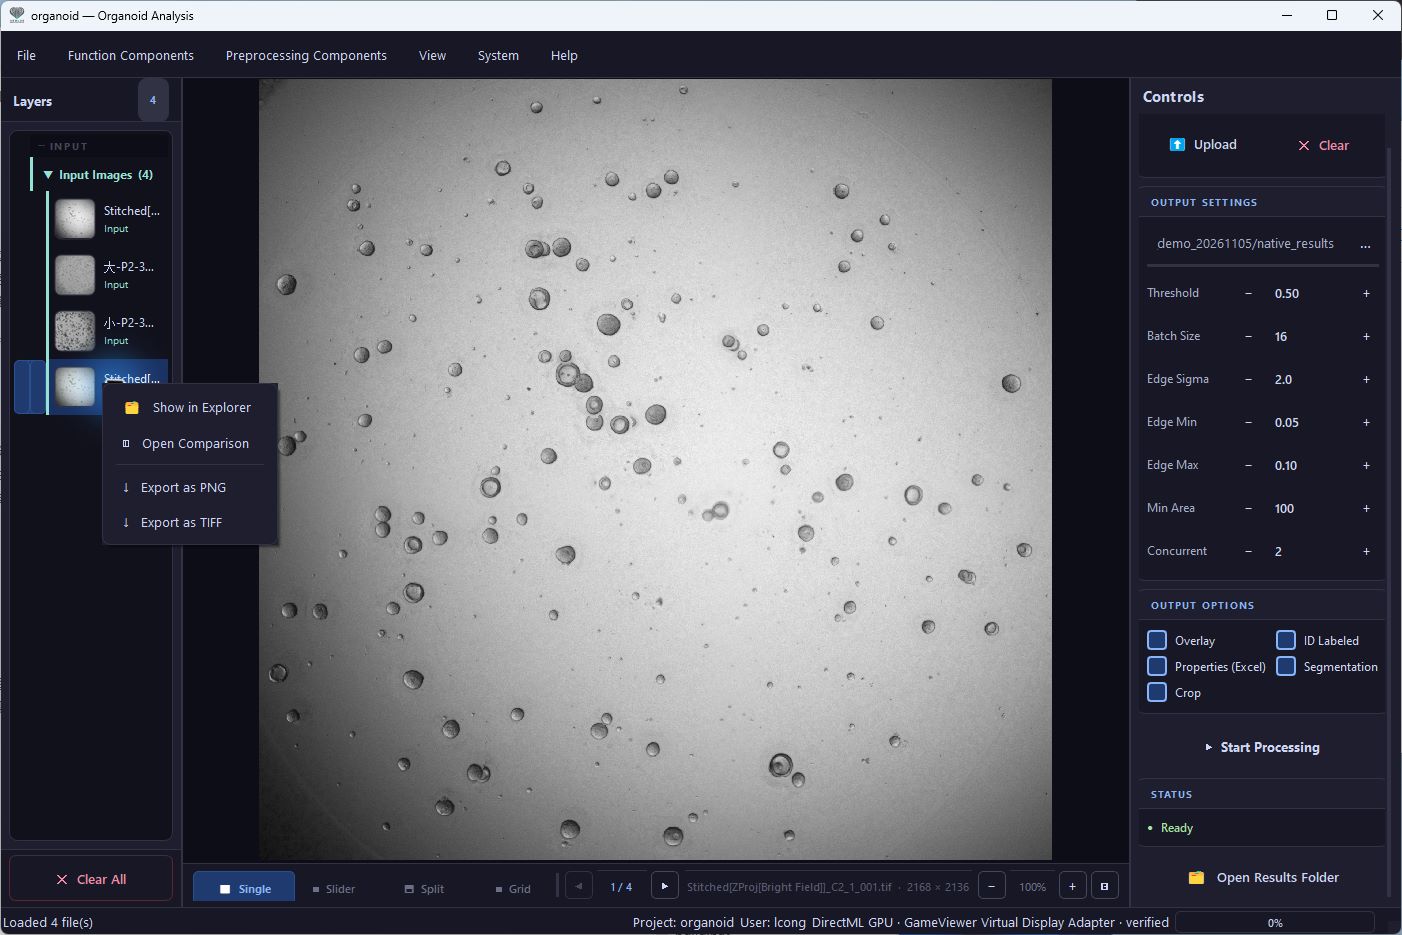 organoid — Organoid Analysis
File Function Components Preprocessing Components View System Help
Layers 4
INPUT
Input Images (4)
Stitched[...
Input
大-P2-3...
Input
小-P2-3...
Input
Stitched[...
Show in Explorer
Open Comparison
Export as PNG
Export as TIFF
Clear All
Single Slider Split Grid 1 / 4 Stitched[ZProj[Bright Field]]_C2_1_001.tif · 2168 × 2136 − 100% +
Controls
Upload Clear
OUTPUT SETTINGS
demo_20261105/native_results ...
Threshold − 0.50 +
Batch Size − 16 +
Edge Sigma − 2.0 +
Edge Min − 0.05 +
Edge Max − 0.10 +
Min Area − 100 +
Concurrent − 2 +
OUTPUT OPTIONS
Overlay ID Labeled
Properties (Excel) Segmentation
Crop
Start Processing
STATUS
• Ready
Open Results Folder
Loaded 4 file(s) Project: organoid User: lcong DirectML GPU · GameViewer Virtual Display Adapter · verified 0%